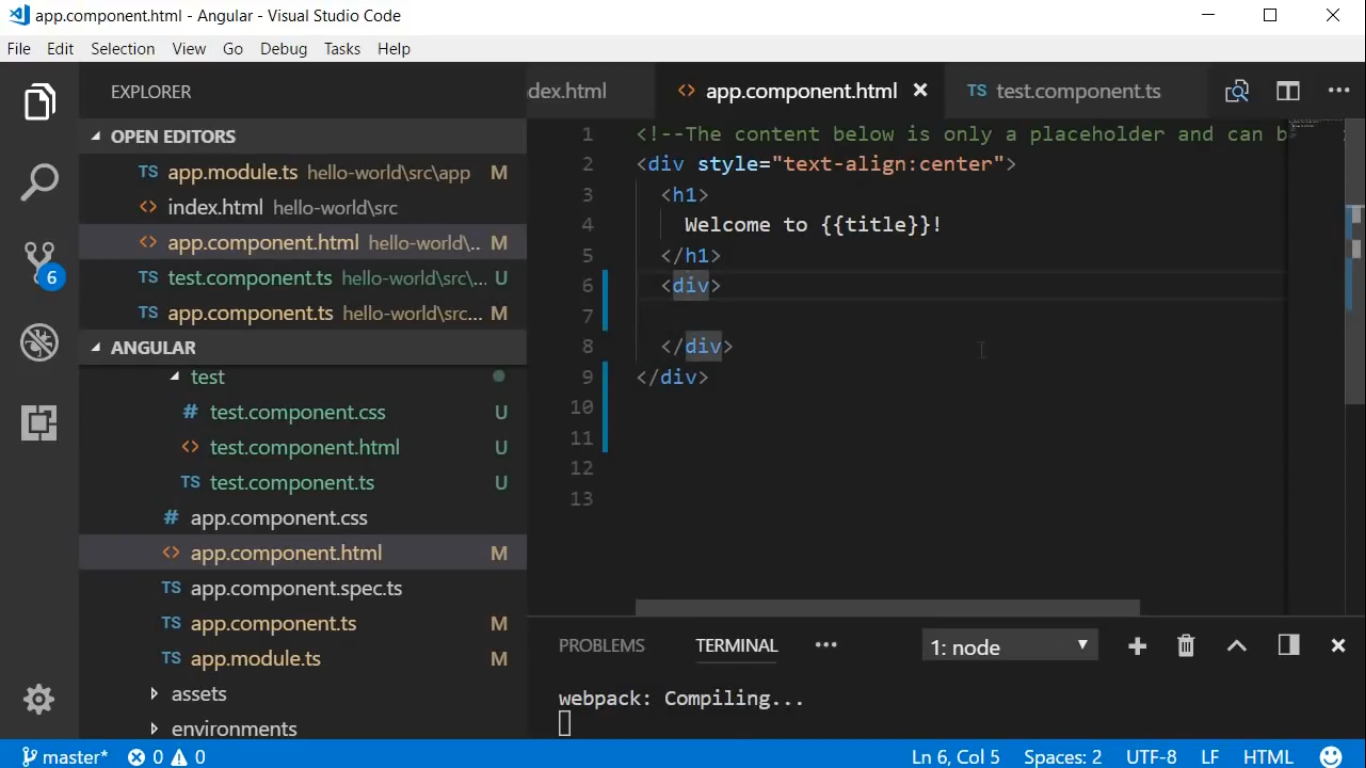 app.component.html - Angular - Visual Studio Code
File Edit Selection View Go Debug Tasks Help
EXPLORER
OPEN EDITORS
TS app.module.ts hello-world\src\app M
<> index.html hello-world\src
<> app.component.html hello-world\.. M
TS test.component.ts hello-world\src\... U
TS app.component.ts hello-world\src... M
ANGULAR
test
# test.component.css U
<> test.component.html U
TS test.component.ts U
# app.component.css
<> app.component.html M
TS app.component.spec.ts
TS app.component.ts M
TS app.module.ts M
assets
environments
6
dex.html <> app.component.html × TS test.component.ts ...
1 <!--The content below is only a placeholder and can b
2 <div style="text-align:center">
3 <h1>
4 Welcome to {{title}}!
5 </h1>
6 <div>
7
8 </div>
9 </div>
10
11
12
13
PROBLEMS TERMINAL ... 1: node
webpack: Compiling...
master* 0 0 Ln 6, Col 5 Spaces: 2 UTF-8 LF HTML